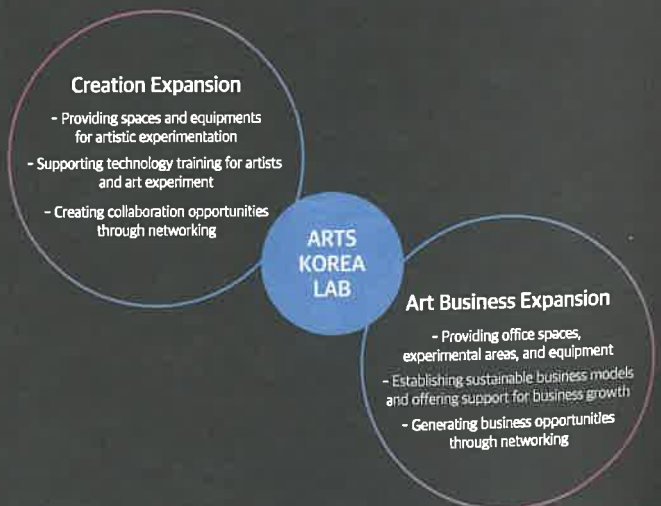 Creation Expansion
- Providing spaces and equipments
for artistic experimentation
- Supporting technology training for artists
and art experiment
- Creating collaboration opportunities
through networking
ARTS
KOREA
LAB
Art Business Expansion
- Providing office spaces,
experimental areas, and equipment
- Establishing sustainable business models
and offering support for business growth
- Generating business opportunities
through networking